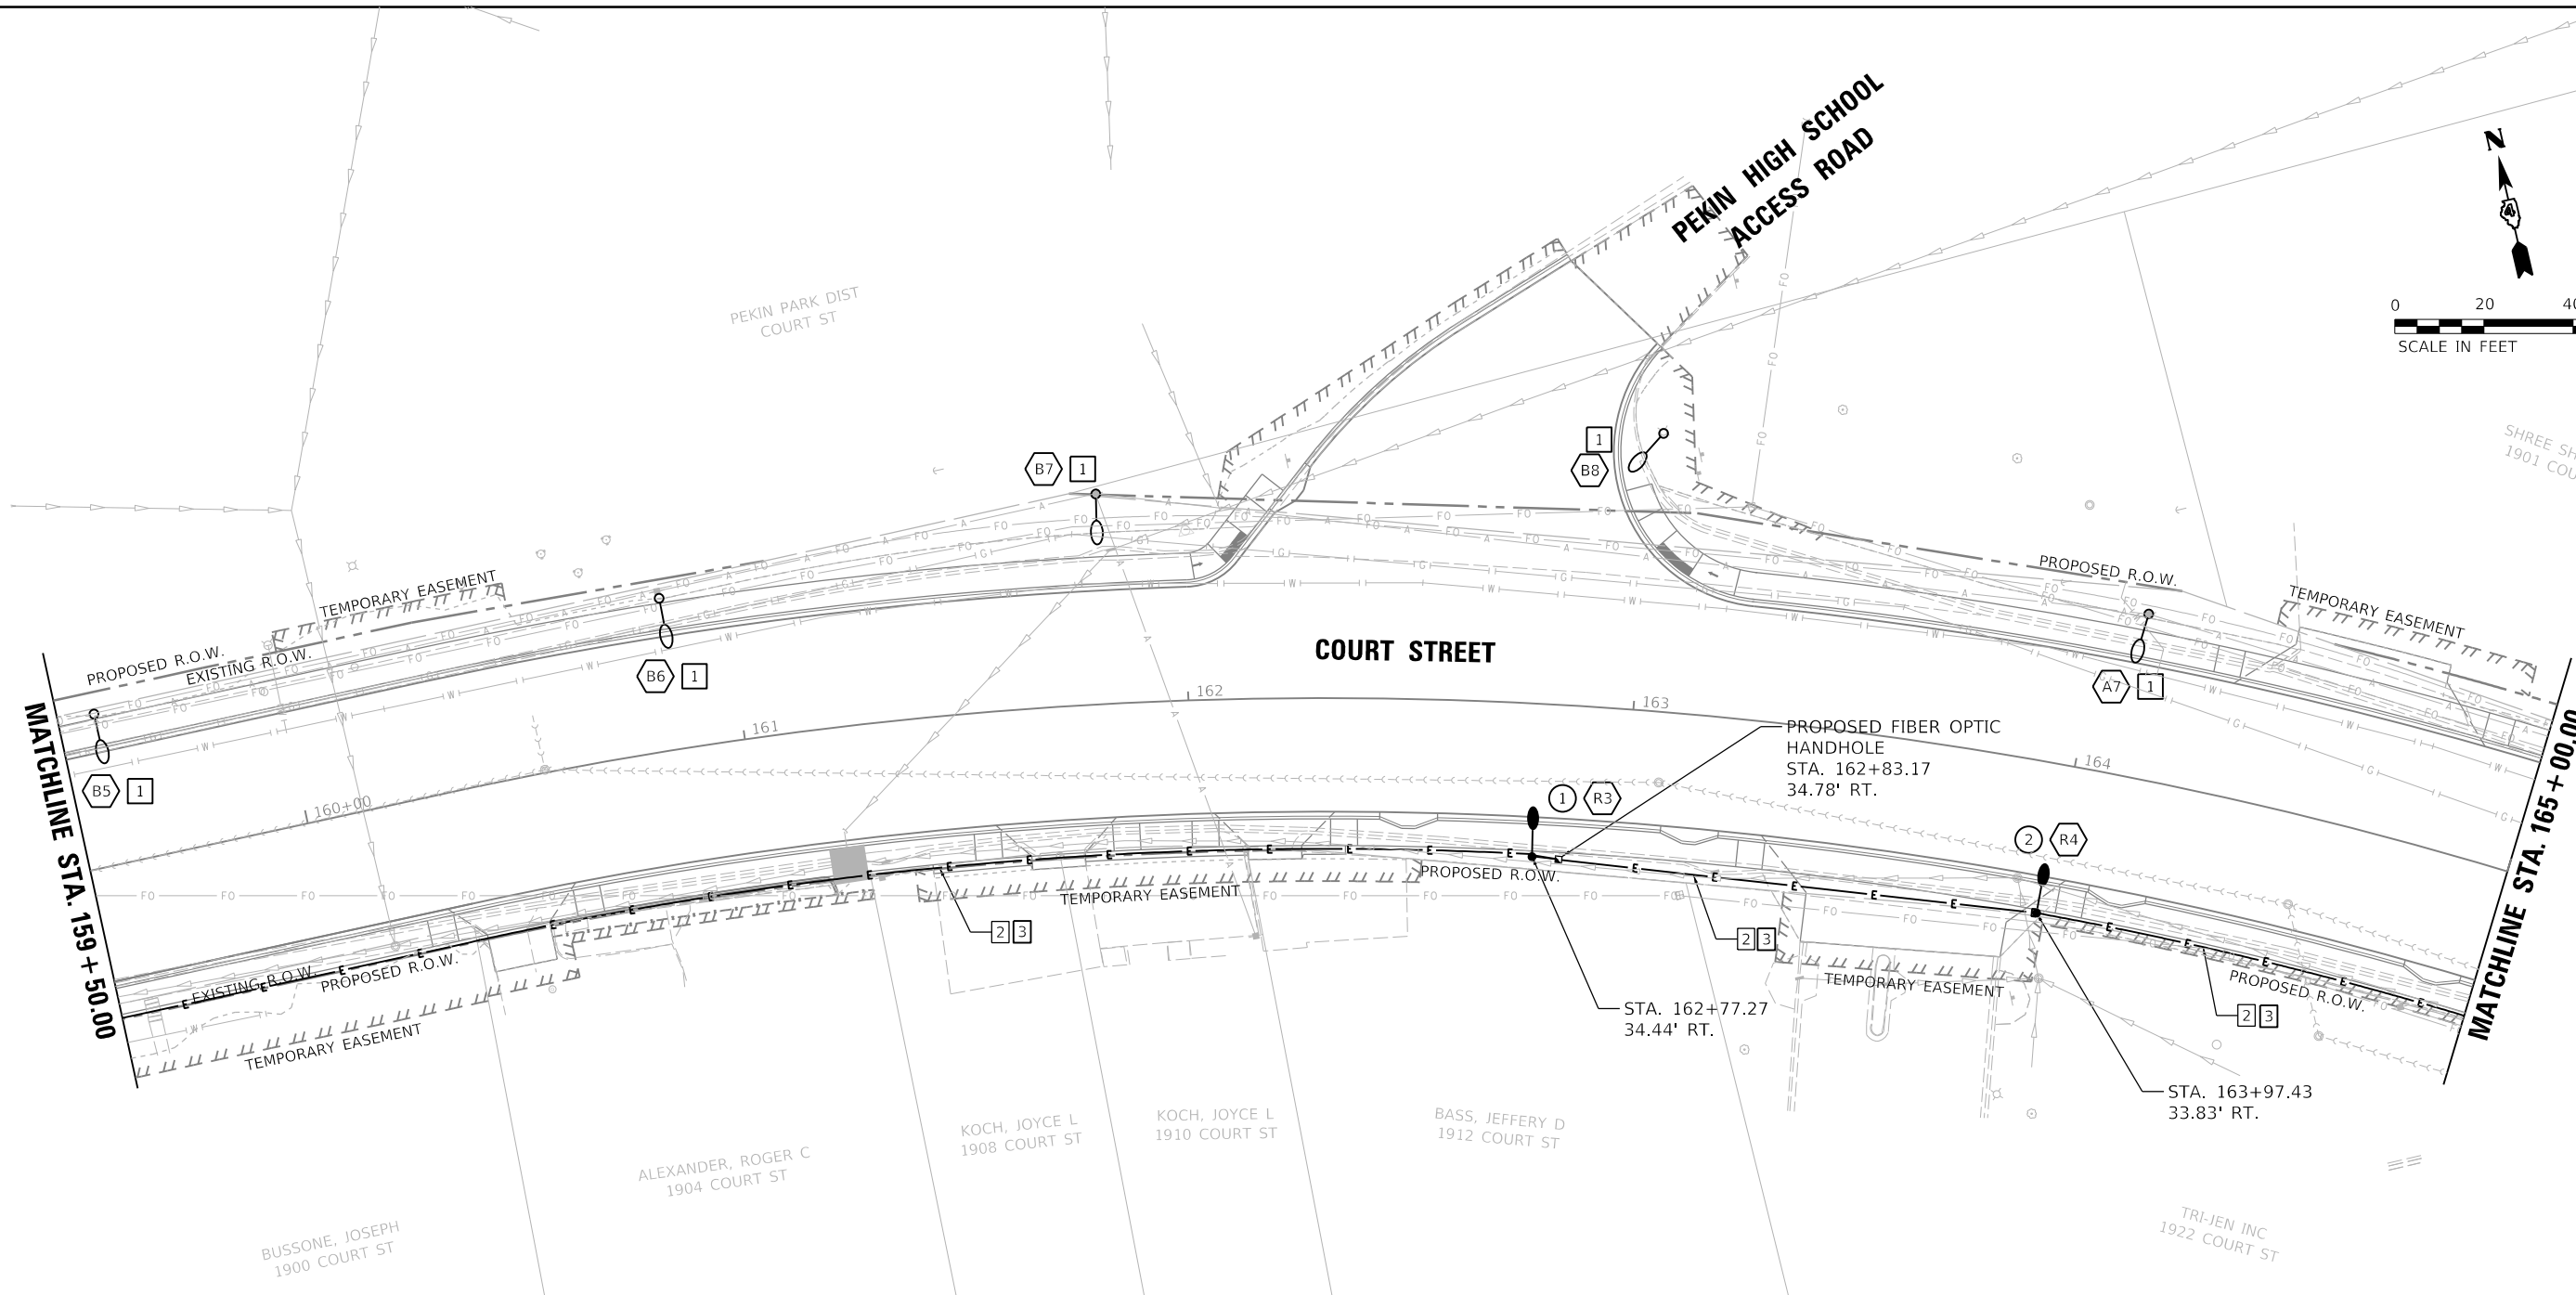 PEKIN HIGH SCHOOL
ACCESS ROAD
N
0 20
SCALE IN FEET
PEKIN PARK DIST
COURT ST
B7 1
1
B8
PROPOSED R.O.W.
TEMPORARY EASEMENT
TEMPORARY EASEMENT
PROPOSED R.O.W.
EXISTING R.O.W.
B6 1
A7 1
B5 1
COURT STREET
160+00
161
162
163
164
PROPOSED FIBER OPTIC
HANDHOLE
STA. 162+83.17
34.78' RT.
1 R3
2 R4
MATCHLINE STA. 159+50.00
MATCHLINE STA. 165+00.00
EXISTING R.O.W.
PROPOSED R.O.W.
TEMPORARY EASEMENT
TEMPORARY EASEMENT
PROPOSED R.O.W.
2 3
2 3
TEMPORARY EASEMENT
PROPOSED R.O.W.
2 3
STA. 162+77.27
34.44' RT.
STA. 163+97.43
33.83' RT.
BUSSONE, JOSEPH
1900 COURT ST
ALEXANDER, ROGER C
1904 COURT ST
KOCH, JOYCE L
1908 COURT ST
KOCH, JOYCE L
1910 COURT ST
BASS, JEFFERY D
1912 COURT ST
TRI-JEN INC
1922 COURT ST
SHREE
1901